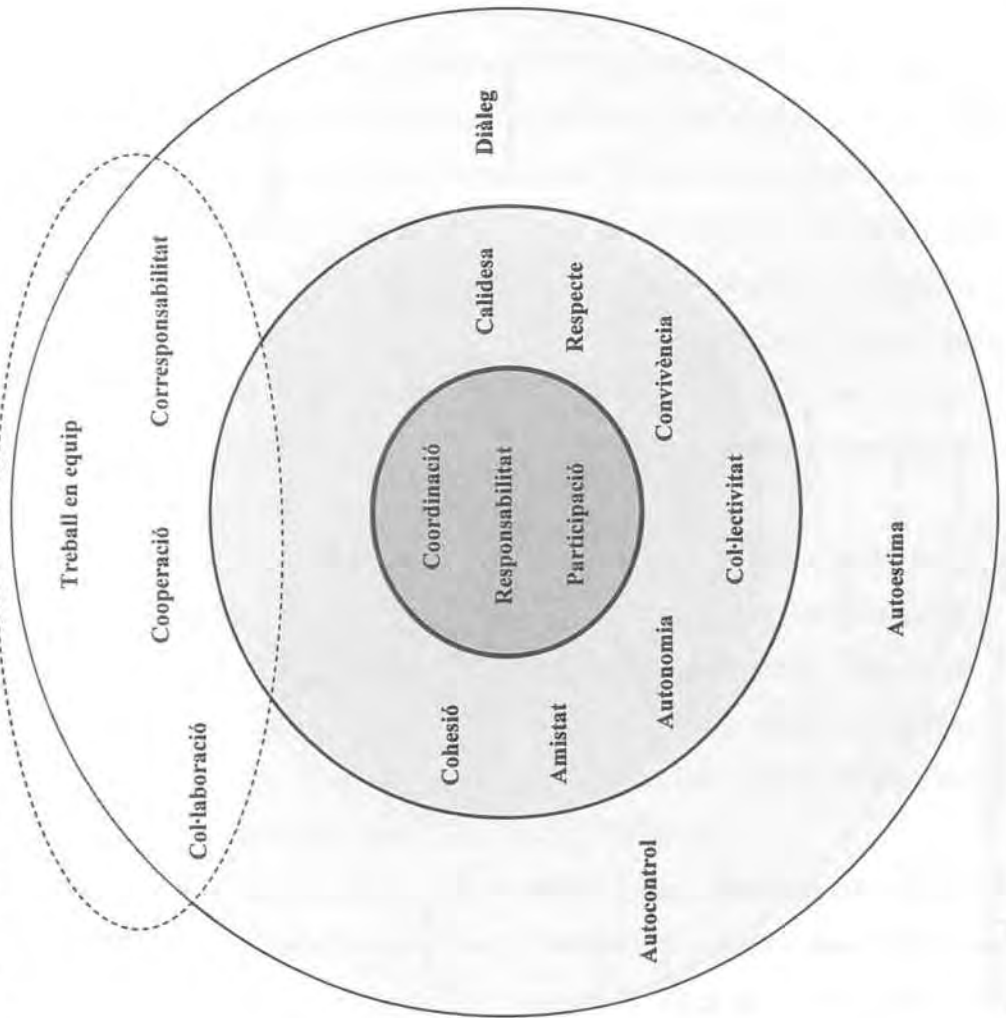 Treball en equip
Col·laboració
Cooperació
Corresponsabilitat
Cohesió
Coordinació
Calidesa
Diàleg
Responsabilitat
Amistat
Participació
Respecte
Autocontrol
Autonomia
Convivència
Col·lectivitat
Autoestima